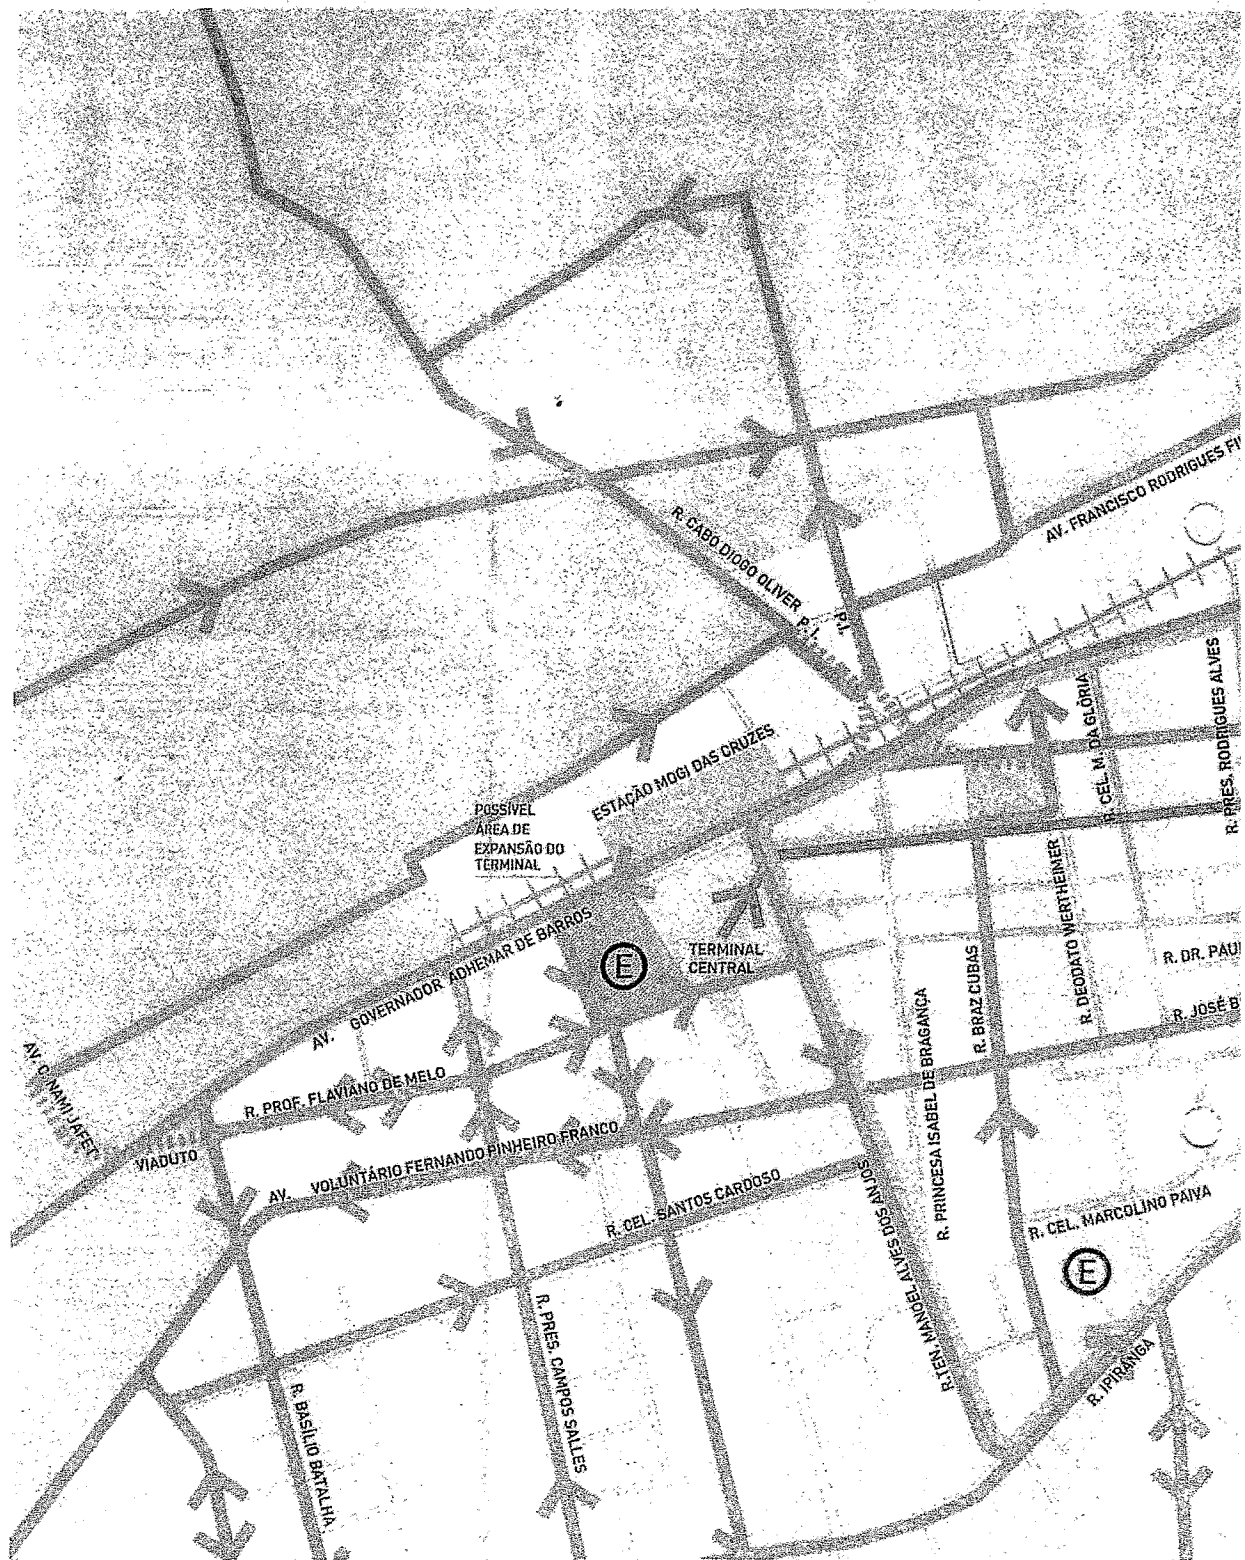 R. CABO DIOGO OLIVER
P.I.
P.I.
AV. FRANCISCO RODRIGUES FI
ESTAÇÃO MOGI DAS CRUZES
R. CEL. M. DA GLÓRIA
R. PRES. RODRIGUES ALVES
POSSÍVEL
ÁREA DE
EXPANSÃO DO
TERMINAL
AV. GOVERNADOR ADHEMAR DE BARROS
E
TERMINAL
CENTRAL
R. BRAZ CUBAS
R. DEODATO WERTHEIMER
R. DR. PAU
R. JOSÉ B
R. PRINCESA ISABEL DE BRAGANÇA
AV. C. NAMI JAFET
R. PROF. FLAVIANO DE MELO
VIADUTO
AV. VOLUNTÁRIO FERNANDO PINHEIRO FRANCO
R. CEL. SANTOS CARDOSO
R. TEN. MANOEL ALVES DOS ANJOS
R. CEL. MARCOLINO PAIVA
E
R. IPIRANGA
R. BASÍLIO BATALHA
R. PRES. CAMPOS SALLES